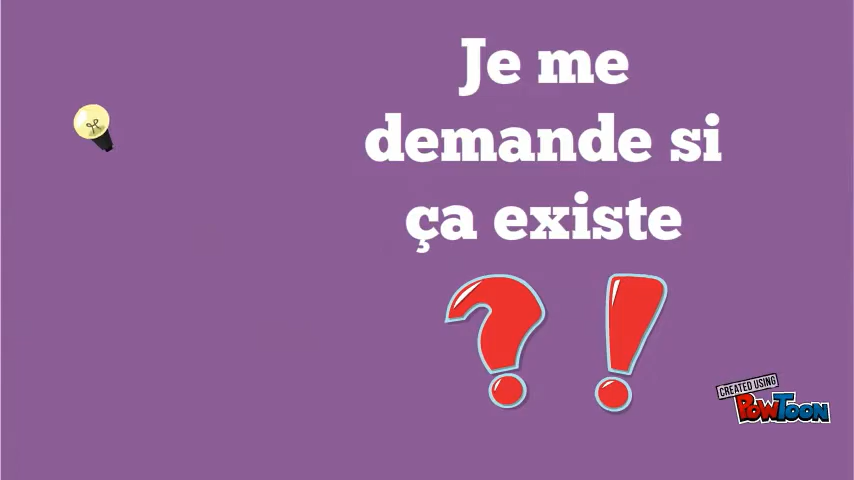 Je me
demande si
ça existe
?!
CREATED USING
POWTOON